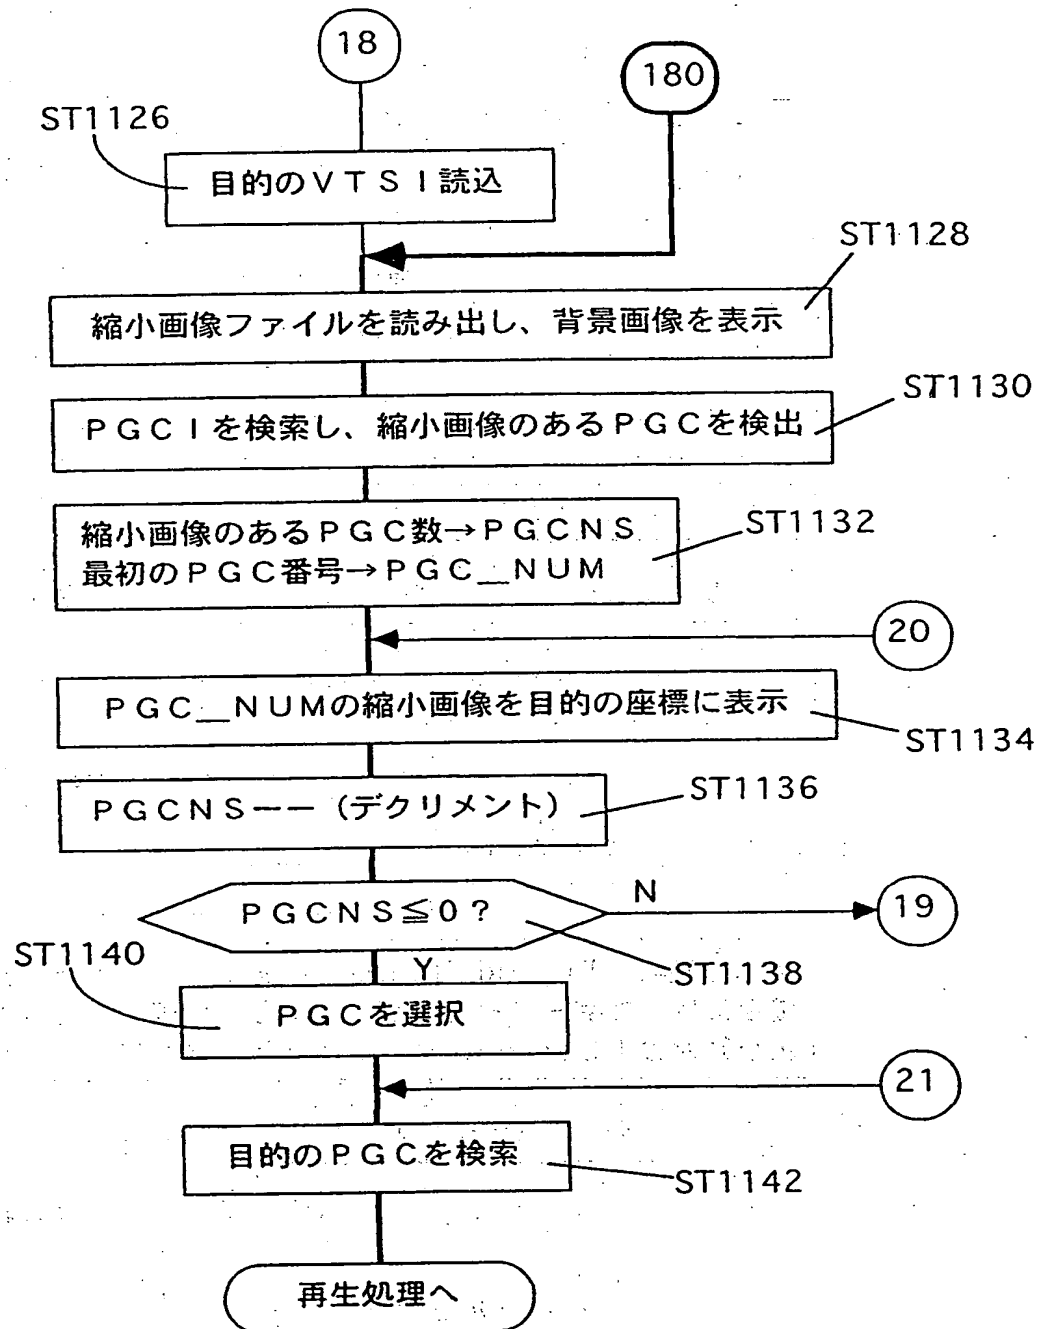 18
180
ST1126
目的のVTSI読込
ST1128
縮小画像ファイルを読み出し、背景画像を表示
ST1130
PGCIを検索し、縮小画像のあるPGCを検出
縮小画像のあるPGC数→PGCNS
最初のPGC番号→PGC__NUM
ST1132
20
PGC__NUMの縮小画像を目的の座標に表示
ST1134
PGCNS−−(デクリメント)
ST1136
PGCNS≦0?
N
19
ST1138
Y
ST1140
PGCを選択
21
目的のPGCを検索
ST1142
再生処理へ